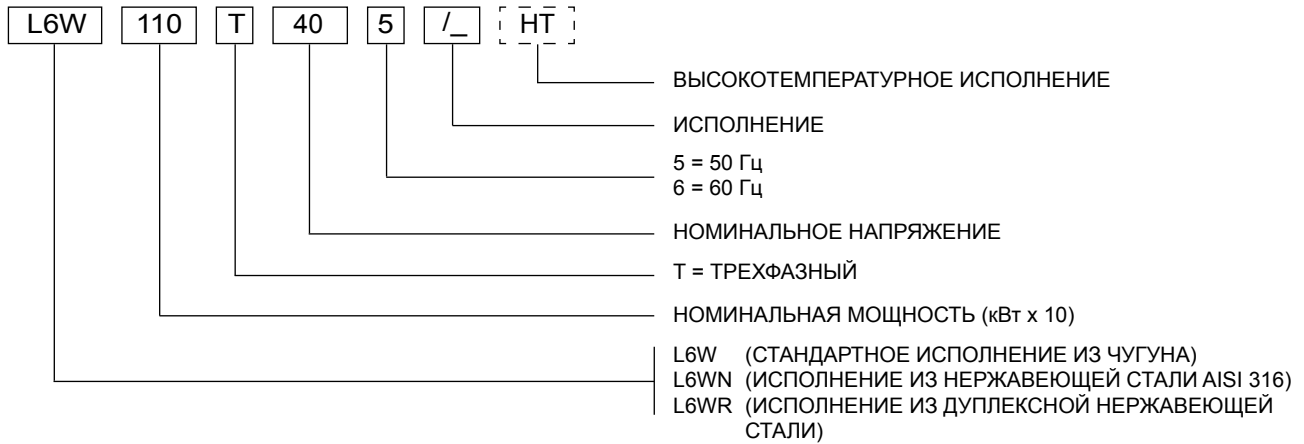 L6W 110 T 40 5 /_ HT
ВЫСОКОТЕМПЕРАТУРНОЕ ИСПОЛНЕНИЕ
ИСПОЛНЕНИЕ
5 = 50 Гц
6 = 60 Гц
НОМИНАЛЬНОЕ НАПРЯЖЕНИЕ
Т = ТРЕХФАЗНЫЙ
НОМИНАЛЬНАЯ МОЩНОСТЬ (кВт x 10)
L6W (СТАНДАРТНОЕ ИСПОЛНЕНИЕ ИЗ ЧУГУНА)
L6WN (ИСПОЛНЕНИЕ ИЗ НЕРЖАВЕЮЩЕЙ СТАЛИ AISI 316)
L6WR (ИСПОЛНЕНИЕ ИЗ ДУПЛЕКСНОЙ НЕРЖАВЕЮЩЕЙ
СТАЛИ)